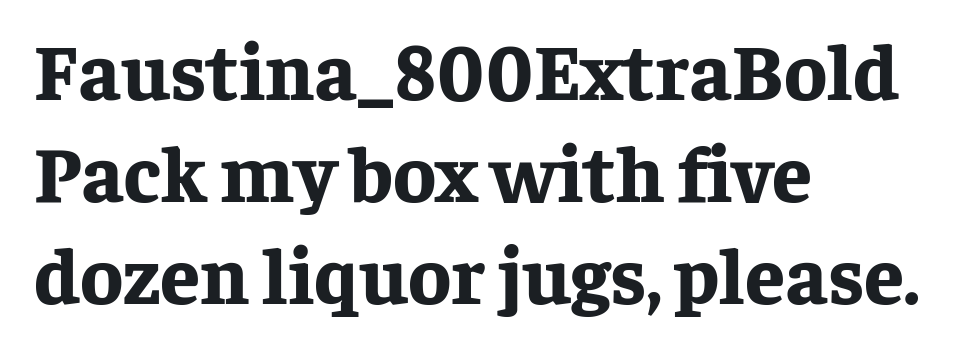 Faustina_800ExtraBold
Pack my box with five
dozen liquor jugs, please.